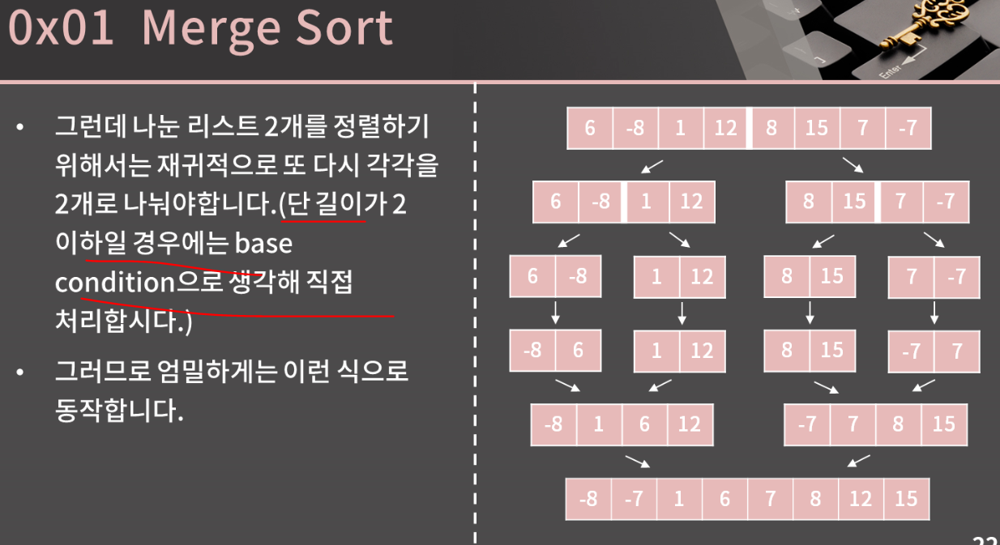 0x01 Merge Sort
Enter
• 그런데 나눈 리스트 2개를 정렬하기
위해서는 재귀적으로 또 다시 각각을
2개로 나눠야합니다.(단 길이가 2
이하일 경우에는 base
condition으로 생각해 직접
처리합시다.)
• 그러므로 엄밀하게는 이런 식으로
동작합니다.
6 -8 1 12 8 15 7 -7
6 -8 1 12 8 15 7 -7
6 -8 1 12 8 15 7 -7
-8 6 1 12 8 15 -7 7
-8 1 6 12 -7 7 8 15
-8 -7 1 6 7 8 12 15